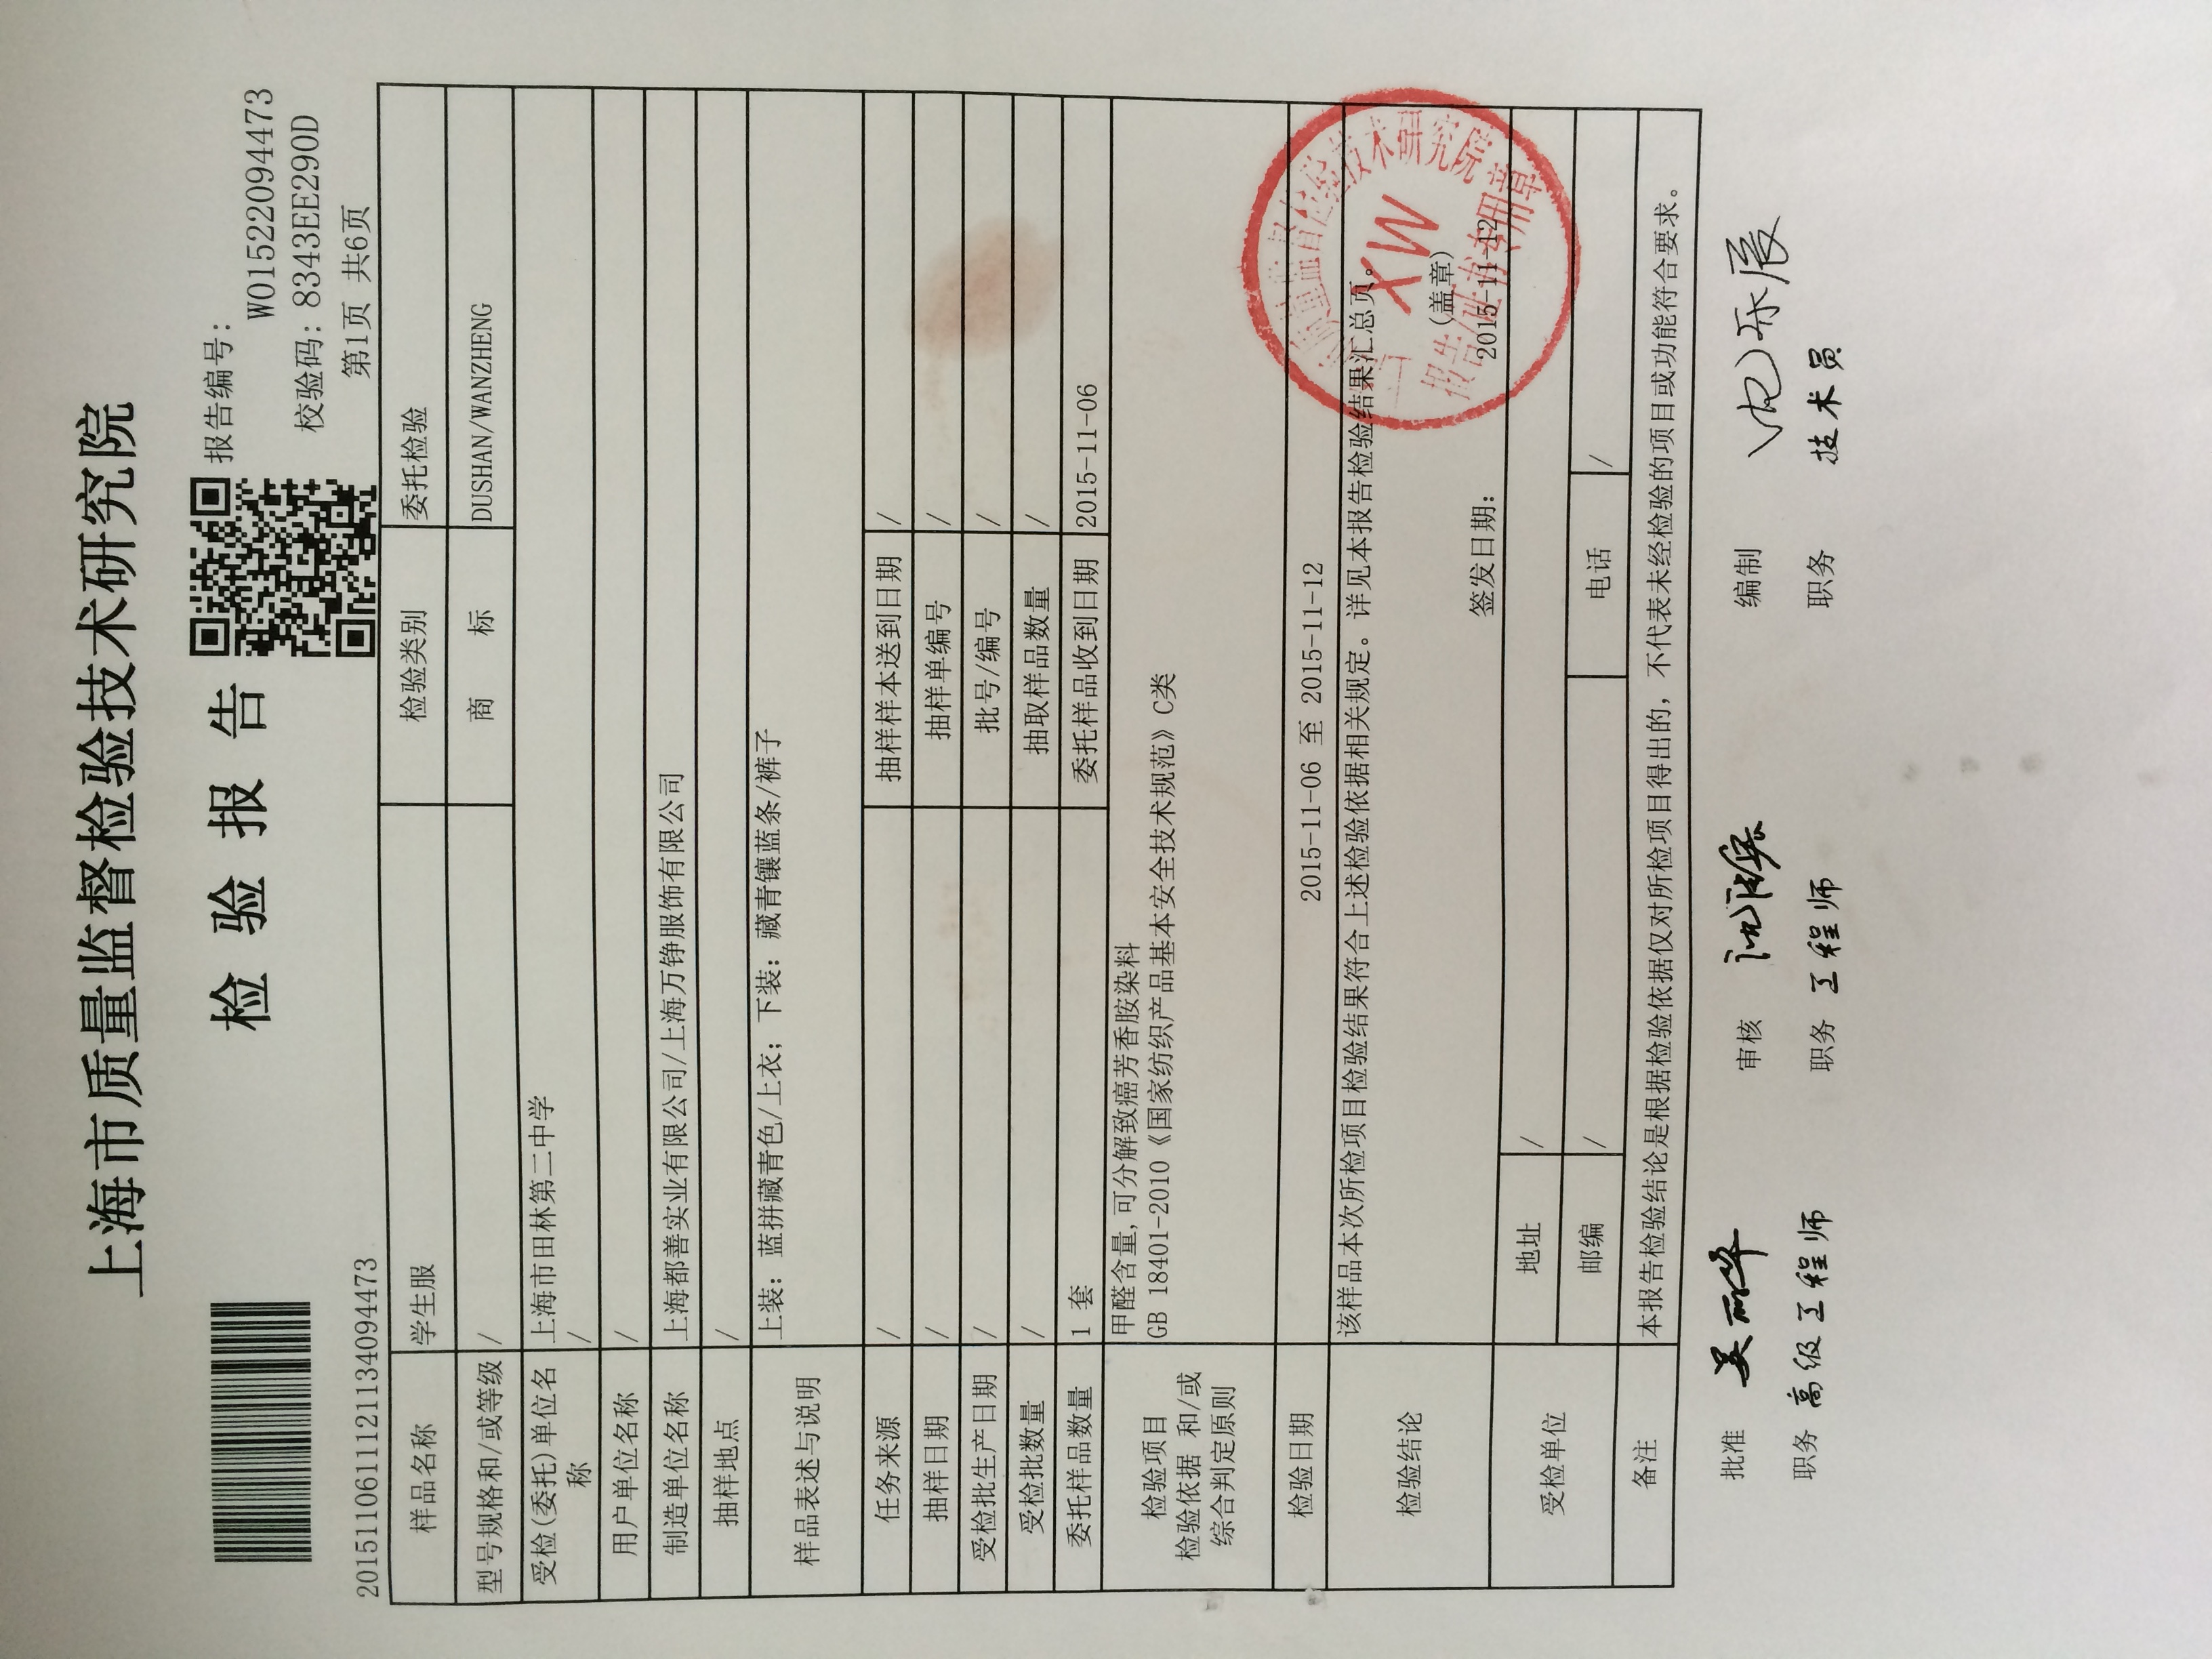 上海市质量监督检验技术研究院
检 验 报 告
报告编号:
W015220944​73
校验码: 8343EE290D
第1页 共6页
20151106111211340944​73
样品名称 学生服 检验类别 委托检验
型号规格和/或等级 / 商 标 DUSHAN/WANZHENG
受检(委托)单位名称 上海市田林第二中学
/
用户单位名称 /
制造单位名称 上海都善实业有限公司/上海万铮服饰有限公司
抽样地点 /
样品表述与说明 上装: 蓝拼藏青色/上衣; 下装: 藏青镶蓝条/裤子
任务来源 / 抽样样本送到日期 /
抽样日期 / 抽样单编号 /
受检批生产日期 / 批号/编号 /
受检批数量 / 抽取样品数量 /
委托样品数量 1 套 委托样品收到日期 2015-11-06
检验项目
检验依据 和/或
综合判定原则
甲醛含量,可分解致癌芳香胺染料
GB 18401-2010《国家纺织产品基本安全技术规范》C类
检验日期 2015-11-06 至 2015-11-12
检验结论 该样品本次所检项目检验结果符合上述检验依据相关规定。详见本报告检验结果汇总页。
(盖章)
签发日期: 2015-11-12
技术研究院
XW
报告/证书专用章
受检单位 地址 /
邮编 / 电话 /
备注 本报告检验结论是根据检验依据仅对所检项目得出的, 不代表未经检验的项目或功能符合要求。
批准 审核 编制
职务 高级工程师 职务 工程师 职务 技术员